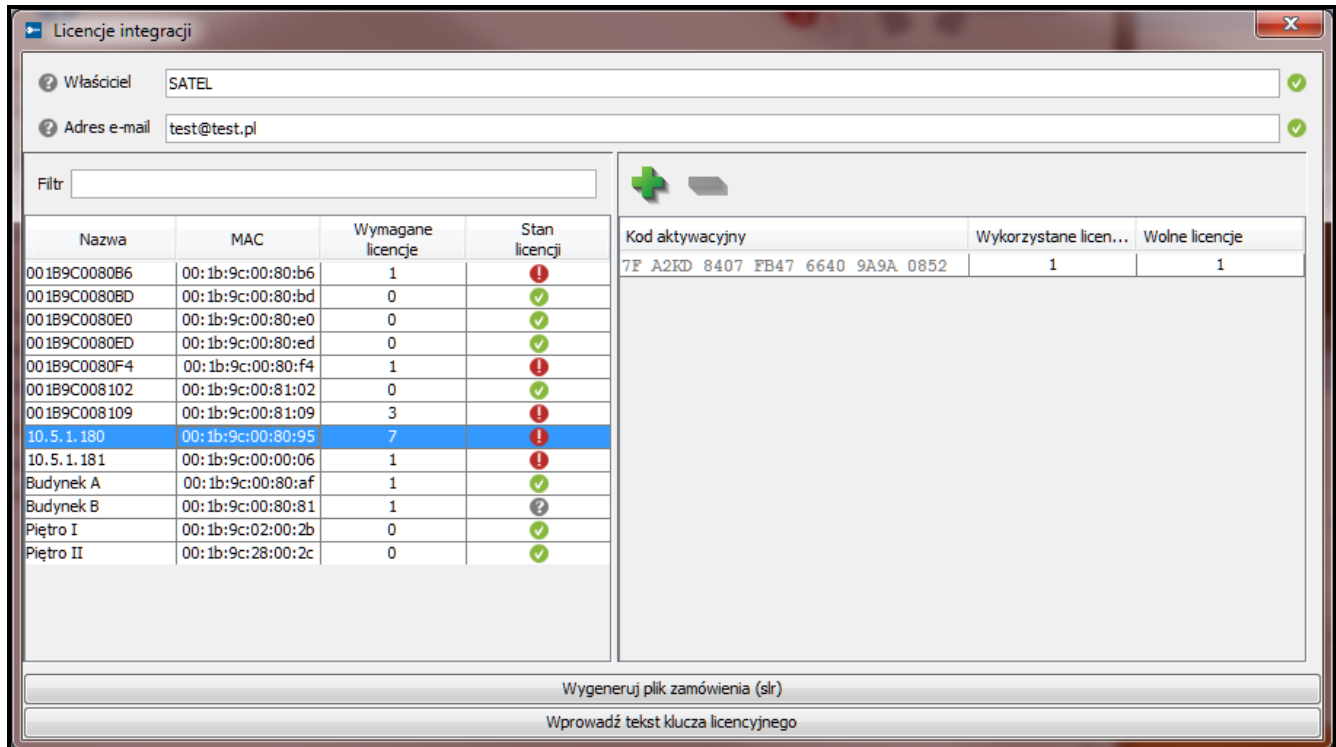 Licencje integracji
Właściciel SATEL
Adres e-mail test@test.pl
Filtr
Nazwa MAC Wymagane licencje Stan licencji
001B9C0080B6 00:1b:9c:00:80:b6 1
001B9C0080BD 00:1b:9c:00:80:bd 0
001B9C0080E0 00:1b:9c:00:80:e0 0
001B9C0080ED 00:1b:9c:00:80:ed 0
001B9C0080F4 00:1b:9c:00:80:f4 1
001B9C008102 00:1b:9c:00:81:02 0
001B9C008109 00:1b:9c:00:81:09 3
10.5.1.180 00:1b:9c:00:80:95 7
10.5.1.181 00:1b:9c:00:00:06 1
Budynek A 00:1b:9c:00:80:af 1
Budynek B 00:1b:9c:00:80:81 1
Piętro I 00:1b:9c:02:00:2b 0
Piętro II 00:1b:9c:28:00:2c 0
Kod aktywacyjny Wykorzystane licen... Wolne licencje
7F A2KD 8407 FB47 6640 9A9A 0852 1 1
Wygeneruj plik zamówienia (slr)
Wprowadź tekst klucza licencyjnego